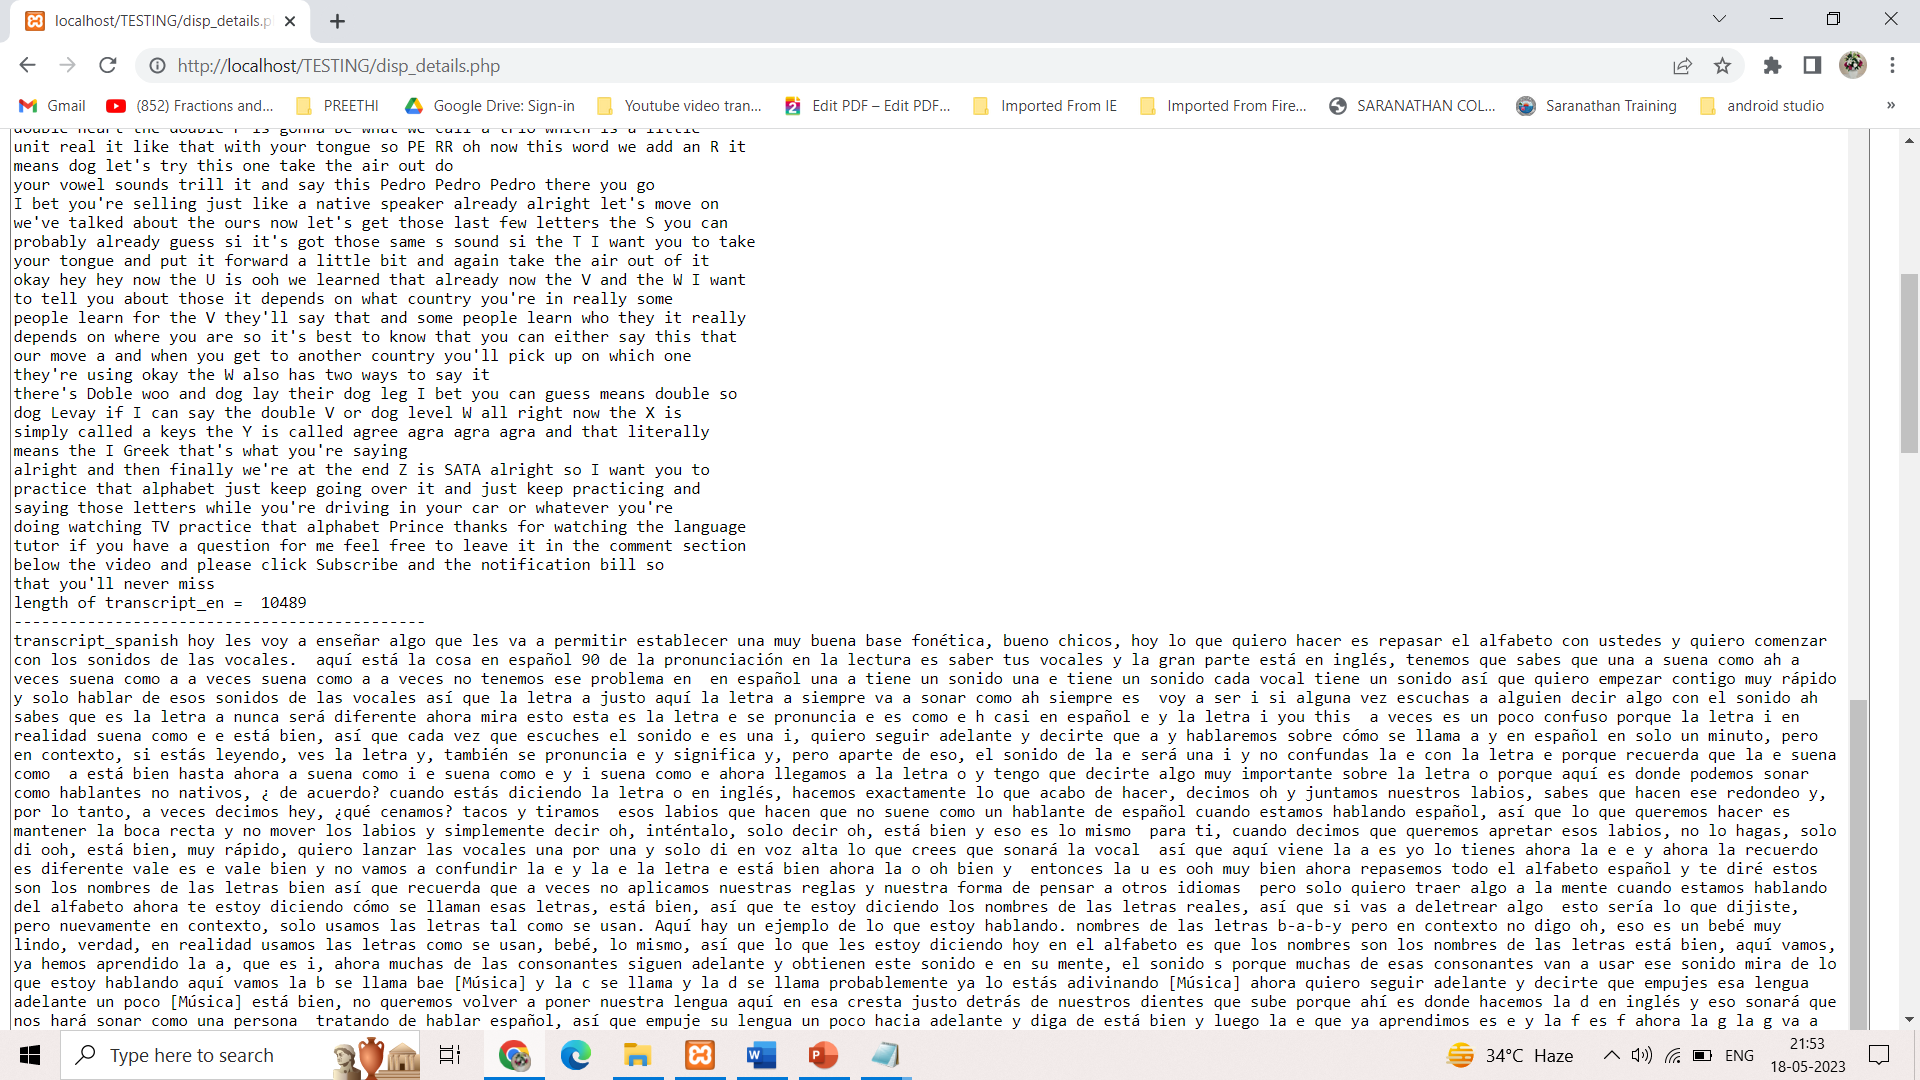 localhost/TESTING/disp_details.p
http://localhost/TESTING/disp_details.php
Gmail
(852) Fractions and...
PREETHI
Google Drive: Sign-in
Youtube video tran...
Edit PDF – Edit PDF...
Imported From IE
Imported From Fire...
SARANATHAN COL...
Saranathan Training
android studio
»
double heart the double r is gonna be what we call a trio which is a little
unit real it like that with your tongue so PE RR oh now this word we add an R it
means dog let's try this one take the air out do
your vowel sounds trill it and say this Pedro Pedro Pedro there you go
I bet you're selling just like a native speaker already alright let's move on
we've talked about the ours now let's get those last few letters the S you can
probably already guess si it's got those same s sound si the T I want you to take
your tongue and put it forward a little bit and again take the air out of it
okay hey hey now the U is ooh we learned that already now the V and the W I want
to tell you about those it depends on what country you're in really some
people learn for the V they'll say that and some people learn who they it really
depends on where you are so it's best to know that you can either say this that
our move a and when you get to another country you'll pick up on which one
they're using okay the W also has two ways to say it
there's Doble woo and dog lay their dog leg I bet you can guess means double so
dog Levay if I can say the double V or dog level W all right now the X is
simply called a keys the Y is called agree agra agra agra and that literally
means the I Greek that's what you're saying
alright and then finally we're at the end Z is SATA alright so I want you to
practice that alphabet just keep going over it and just keep practicing and
saying those letters while you're driving in your car or whatever you're
doing watching TV practice that alphabet Prince thanks for watching the language
tutor if you have a question for me feel free to leave it in the comment section
below the video and please click Subscribe and the notification bill so
that you'll never miss
length of transcript_en =  10489
---------------------------------------------
transcript_spanish hoy les voy a enseñar algo que les va a permitir establecer una muy buena base fonética, bueno chicos, hoy lo que quiero hacer es repasar el alfabeto con ustedes y quiero comenzar
con los sonidos de las vocales.  aquí está la cosa en español 90 de la pronunciación en la lectura es saber tus vocales y la gran parte está en inglés, tenemos que sabes que una a suena como ah a
veces suena como a a veces suena como a a veces no tenemos ese problema en  en español una a tiene un sonido una e tiene un sonido cada vocal tiene un sonido así que quiero empezar contigo muy rápido
y solo hablar de esos sonidos de las vocales así que la letra a justo aquí la letra a siempre va a sonar como ah siempre es  voy a ser i si alguna vez escuchas a alguien decir algo con el sonido ah
sabes que es la letra a nunca será diferente ahora mira esto esta es la letra e se pronuncia e es como e h casi en español e y la letra i you this  a veces es un poco confuso porque la letra i en
realidad suena como e e está bien, así que cada vez que escuches el sonido e es una i, quiero seguir adelante y decirte que a y hablaremos sobre cómo se llama a y en español en solo un minuto, pero
en contexto, si estás leyendo, ves la letra y, también se pronuncia e y significa y, pero aparte de eso, el sonido de la e será una i y no confundas la e con la letra e porque recuerda que la e suena
como  a está bien hasta ahora a suena como i e suena como e y i suena como e ahora llegamos a la letra o y tengo que decirte algo muy importante sobre la letra o porque aquí es donde podemos sonar
como hablantes no nativos, ¿ de acuerdo? cuando estás diciendo la letra o en inglés, hacemos exactamente lo que acabo de hacer, decimos oh y juntamos nuestros labios, sabes que hacen ese redondeo y,
por lo tanto, a veces decimos hey, ¿qué cenamos? tacos y tiramos  esos labios que hacen que no suene como un hablante de español cuando estamos hablando español, así que lo que queremos hacer es
mantener la boca recta y no mover los labios y simplemente decir oh, inténtalo, solo decir oh, está bien y eso es lo mismo  para ti, cuando decimos que queremos apretar esos labios, no lo hagas, solo
di ooh, está bien, muy rápido, quiero lanzar las vocales una por una y solo di en voz alta lo que crees que sonará la vocal  así que aquí viene la a es yo lo tienes ahora la e e y ahora la recuerdo
es diferente vale es e vale bien y no vamos a confundir la e y la e la letra e está bien ahora la o oh bien y  entonces la u es ooh muy bien ahora repasemos todo el alfabeto español y te diré estos
son los nombres de las letras bien así que recuerda que a veces no aplicamos nuestras reglas y nuestra forma de pensar a otros idiomas  pero solo quiero traer algo a la mente cuando estamos hablando
del alfabeto ahora te estoy diciendo cómo se llaman esas letras, está bien, así que te estoy diciendo los nombres de las letras reales, así que si vas a deletrear algo  esto sería lo que dijiste,
pero nuevamente en contexto, solo usamos las letras tal como se usan. Aquí hay un ejemplo de lo que estoy hablando. nombres de las letras b-a-b-y pero en contexto no digo oh, eso es un bebé muy
lindo, verdad, en realidad usamos las letras como se usan, bebé, lo mismo, así que lo que les estoy diciendo hoy en el alfabeto es que los nombres son los nombres de las letras está bien, aquí vamos,
ya hemos aprendido la a, que es i, ahora muchas de las consonantes siguen adelante y obtienen este sonido e en su mente, el sonido s porque muchas de esas consonantes van a usar ese sonido mira de lo
que estoy hablando aquí vamos la b se llama bae [Música] y la c se llama y la d se llama probablemente ya lo estás adivinando [Música] ahora quiero seguir adelante y decirte que empujes esa lengua
adelante un poco [Música] está bien, no queremos volver a poner nuestra lengua aquí en esa cresta justo detrás de nuestros dientes que sube porque ahí es donde hacemos la d en inglés y eso sonará que
nos hará sonar como una persona  tratando de hablar español, así que empuje su lengua un poco hacia adelante y diga de está bien y luego la e que ya aprendimos es e y la f es f ahora la g la g va a
Type here to search
34°C Haze
ENG
21:53
18-05-2023